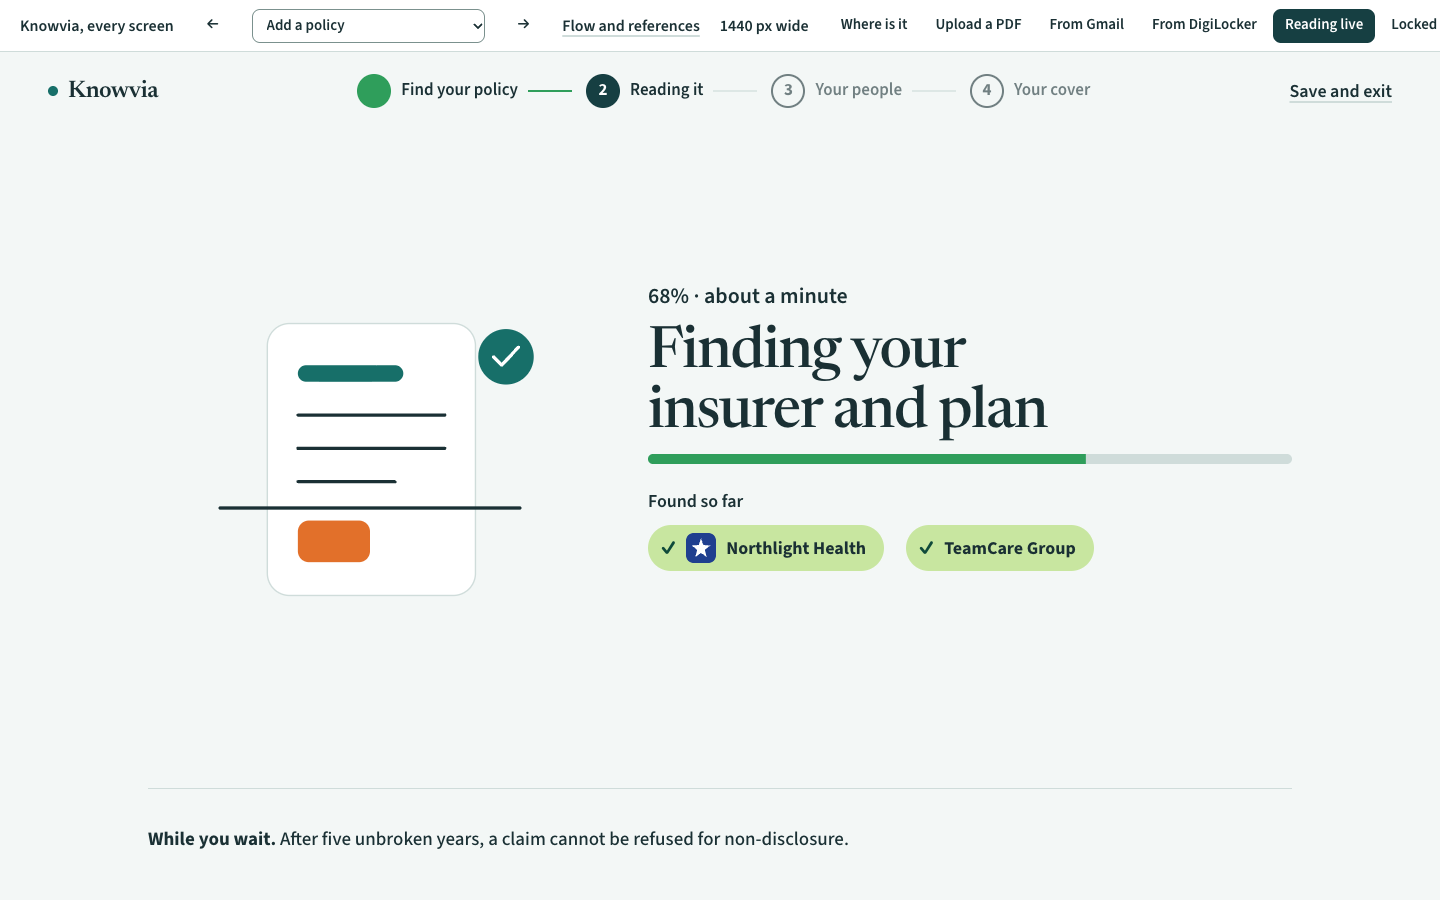 Knowvia, every screen ← Add a policy → Flow and references 1440 px wide Where is it Upload a PDF From Gmail From DigiLocker Reading live Locked
Knowvia Find your policy 2 Reading it 3 Your people 4 Your cover Save and exit
68% · about a minute
Finding your
insurer and plan
Found so far
Northlight Health TeamCare Group
While you wait. After five unbroken years, a claim cannot be refused for non-disclosure.